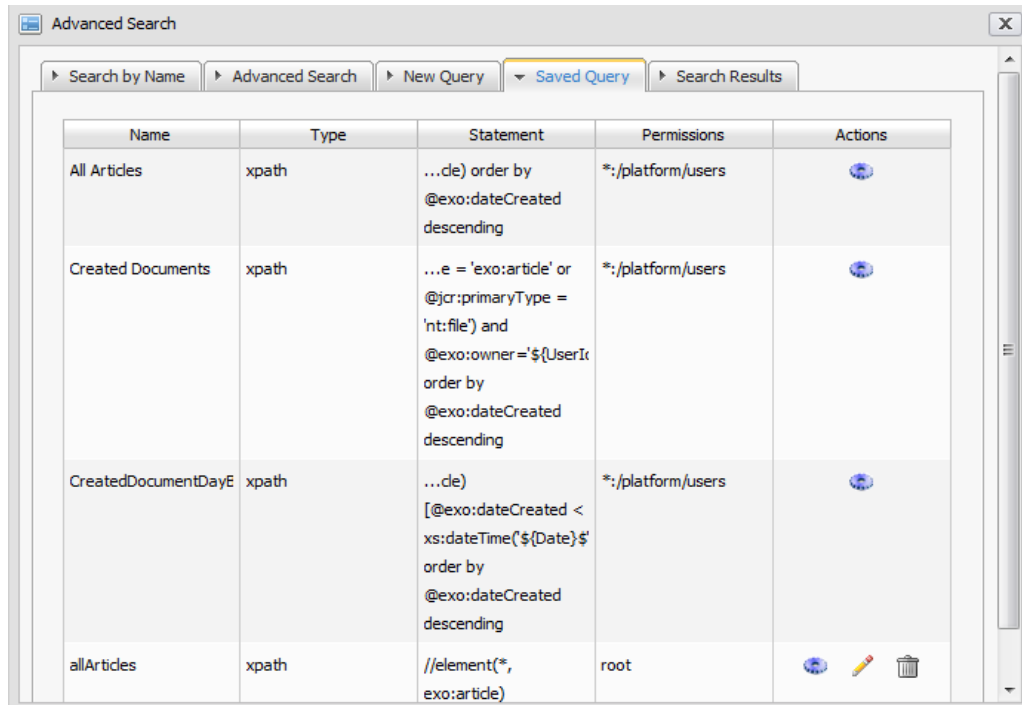 Advanced Search
Search by Name
Advanced Search
New Query
Saved Query
Search Results
Name
Type
Statement
Permissions
Actions
All Articles
xpath
...cle) order by
@exo:dateCreated
descending
*:/platform/users
Created Documents
xpath
...e = 'exo:article' or
@jcr:primaryType =
'nt:file') and
@exo:owner='${UserId
order by
@exo:dateCreated
descending
*:/platform/users
CreatedDocumentDayB
xpath
...cle)
[@exo:dateCreated <
xs:dateTime('${Date}$'
order by
@exo:dateCreated
descending
*:/platform/users
allArticles
xpath
//element(*,
exo:article)
root